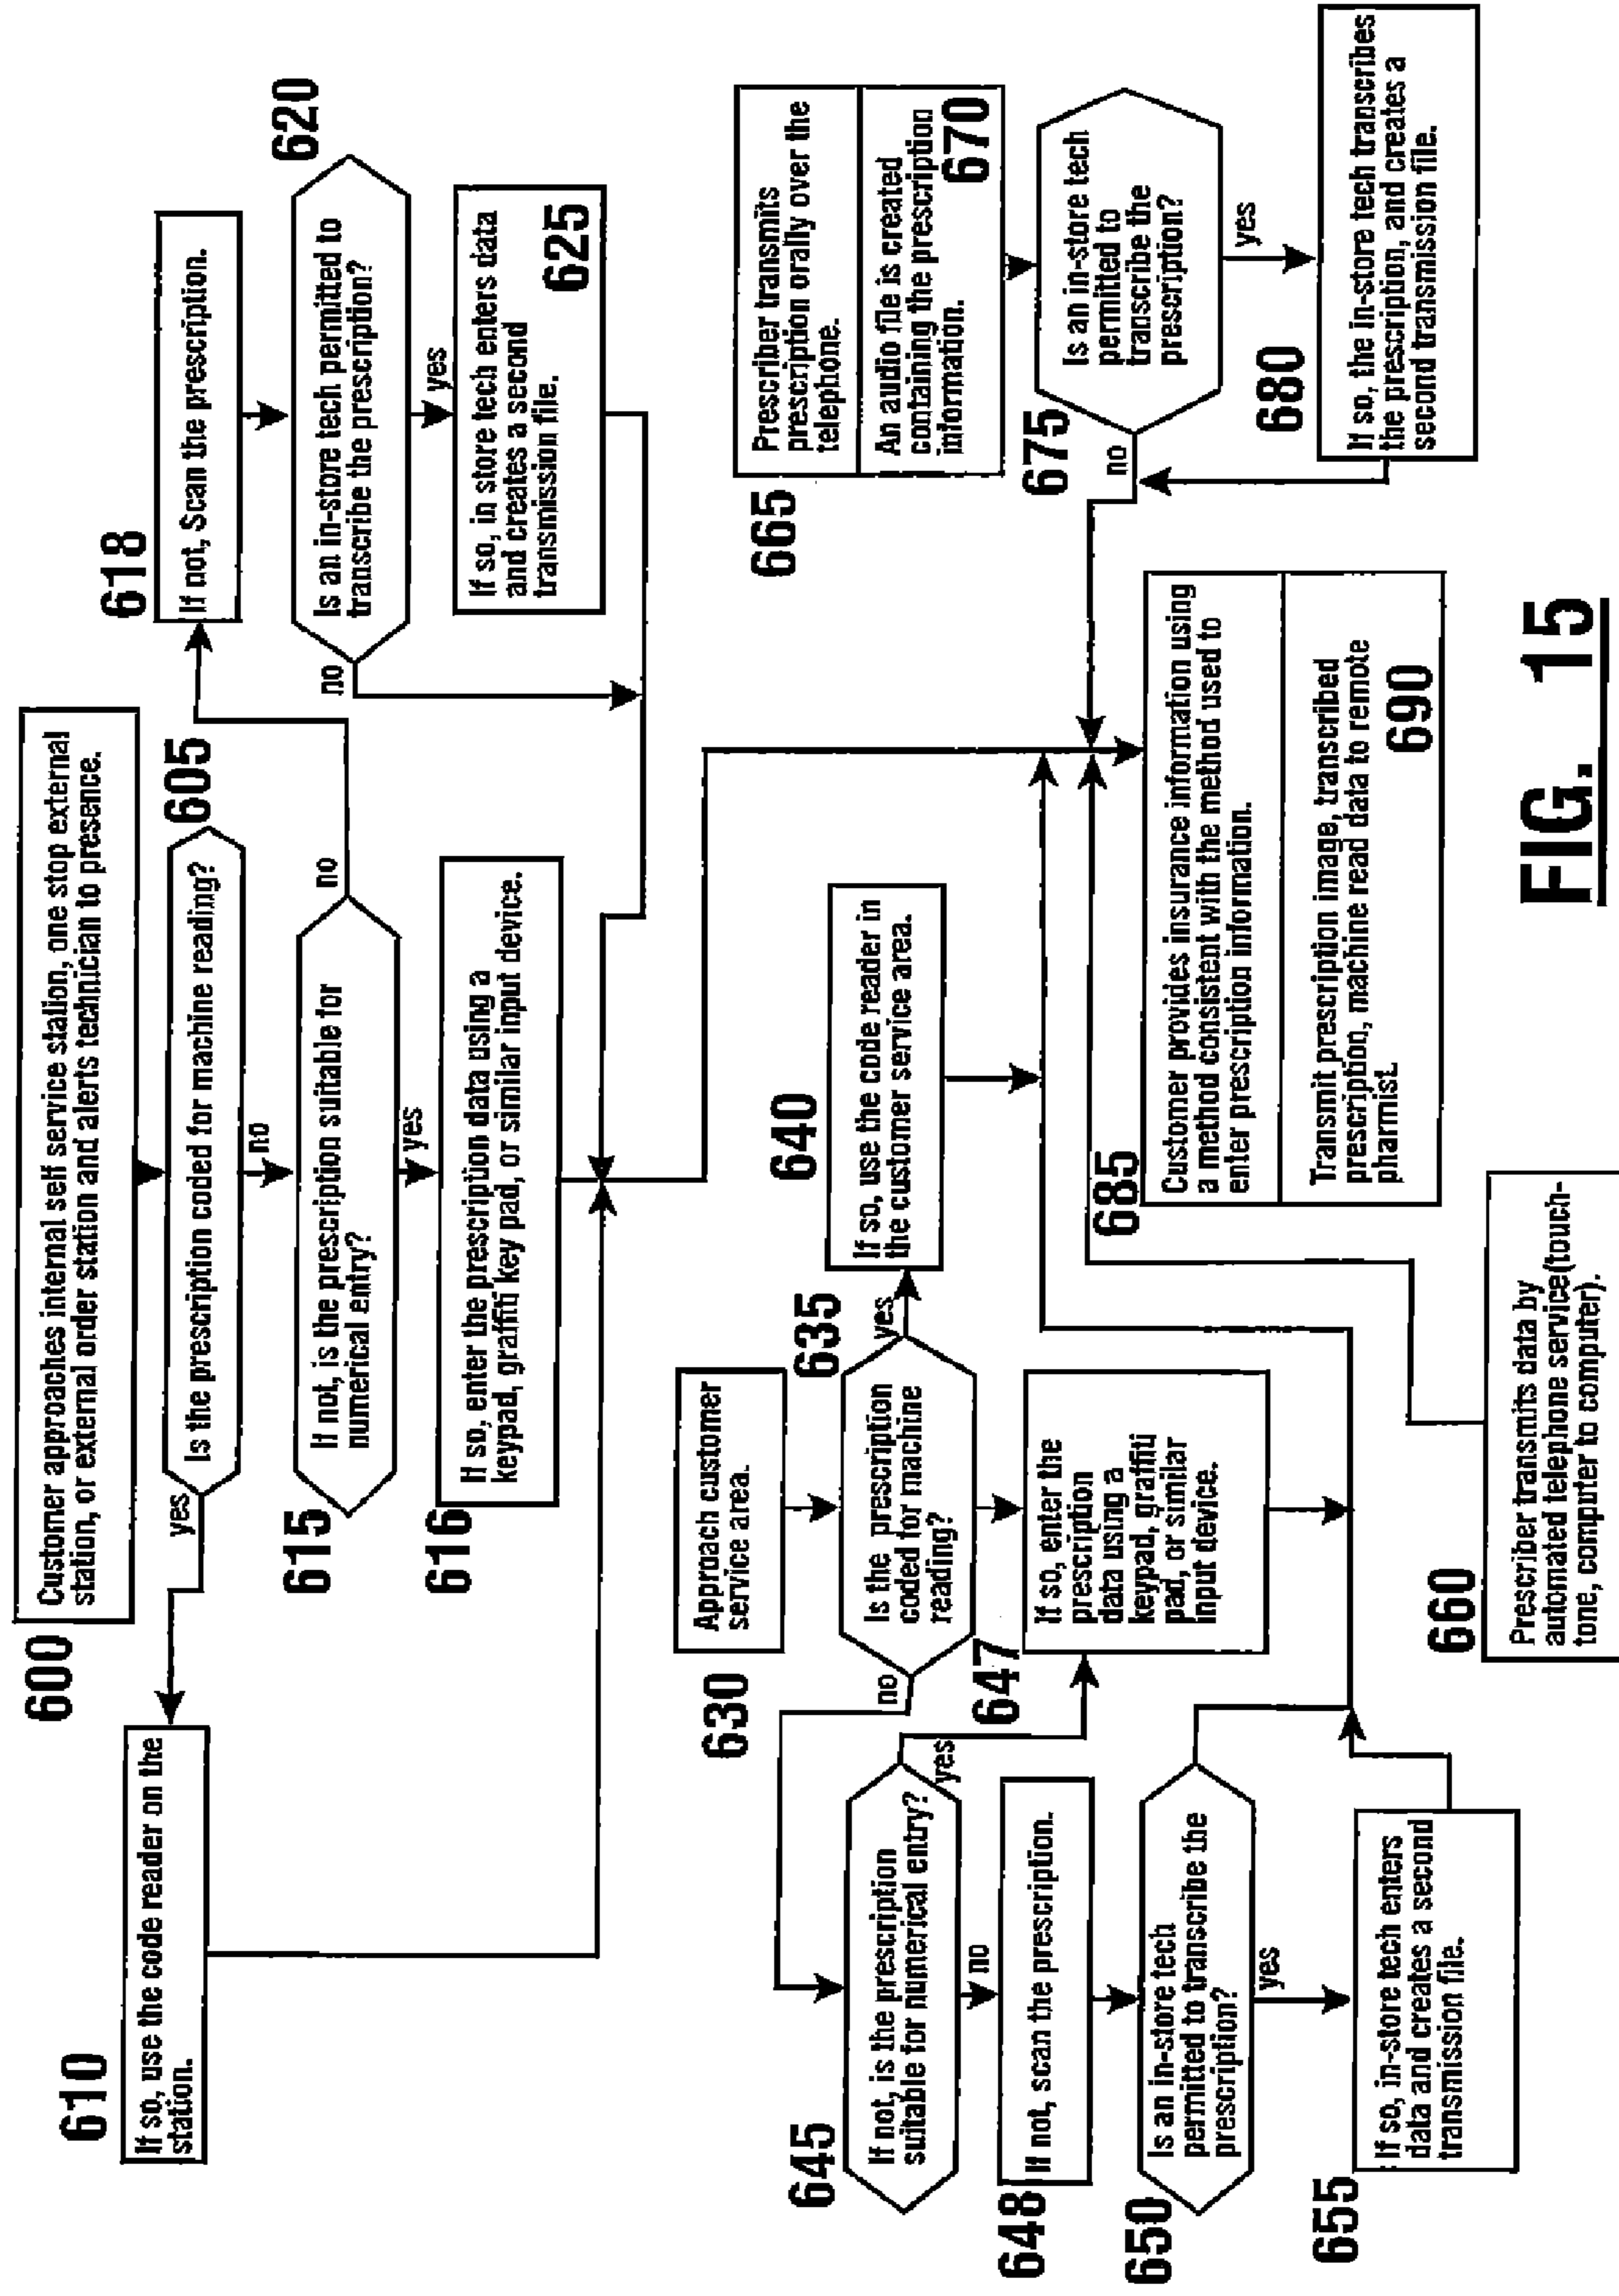 600
Customer approaches internal self service stalion, one stop external
station, or external order station and alerts technician to presence.
605
Is the prescription coded for machine reading?
yes
no
610
If so, use the code reader on the
station.
615
If not, is the prescription suitable for
numerical entry?
no
yes
616
If so, enter the prescription data using a
keypad, graffiti key pad, or similar input device.
618
If not, Scan the prescription.
620
Is an in-store tech permitted to
transcribe the prescription?
no
yes
If so, in store tech enters data
and creates a second
transmission file.
625
630
Approach customer
service area.
635
Is the prescription
coded for machine
reading?
yes
no
640
If so, use the code reader in
the customer service area.
645
If not, is the prescription
suitable for numerical entry?
yes
no
647
If so, enter the
prescription
data using a
keypad, graffiti
pad, or similar
input device.
648
If not, scan the prescription.
650
Is an in-store tech
permitted to transcribe the
prescription?
yes
655
If so, in-store tech enters
data and creates a second
transmission file.
660
Prescriber transmits data by
automated telephone service(touch-
tone, computer to computer).
665
Prescriber transmits
prescription orally over the
telephone.
An audio file is created
containing the prescription
information.
670
675
Is an in-store tech
permitted to
transcribe the
prescription?
no
yes
680
If so, the in-store tech transcribes
the prescription, and creates a
second transmission file.
685
Customer provides insurance information using
a method consistent with the method used to
enter prescription information.
Transmit prescription image, transcribed
prescription, machine read data to remote
pharmist.
690
FIG. 15